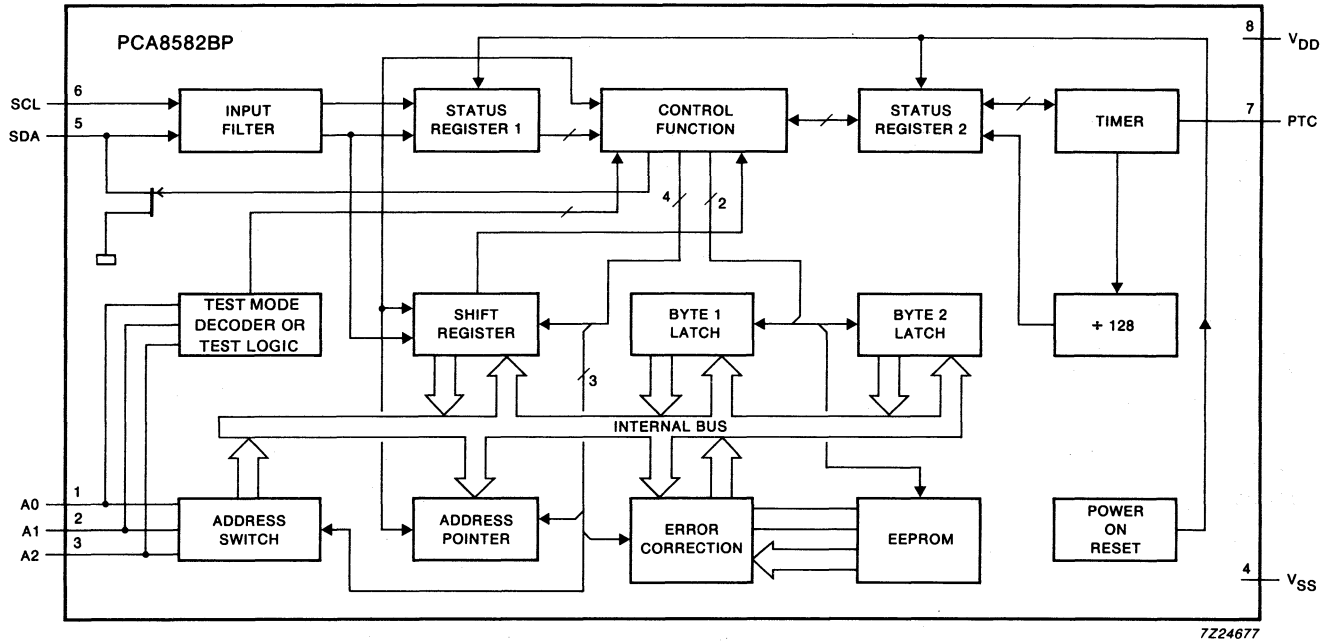 PCA8582BP
8
VDD
SCL
6
INPUT
FILTER
STATUS
REGISTER 1
CONTROL
FUNCTION
STATUS
REGISTER 2
TIMER
7
PTC
SDA
5
4
2
TEST MODE
DECODER OR
TEST LOGIC
SHIFT
REGISTER
BYTE 1
LATCH
BYTE 2
LATCH
÷ 128
3
INTERNAL BUS
A0
1
A1
2
A2
3
ADDRESS
SWITCH
ADDRESS
POINTER
ERROR
CORRECTION
EEPROM
POWER
ON
RESET
4
VSS
7Z24677